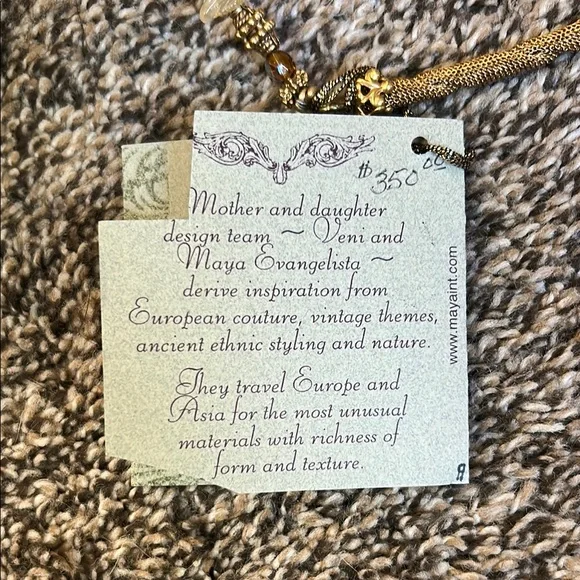 $350.00
Mother and daughter
design team ~ Veni and
Maya Evangelista ~
derive inspiration from
European couture, vintage themes,
ancient ethnic styling and nature.
They travel Europe and
Asia for the most unusual
materials with richness of
form and texture.
www.mayaint.com